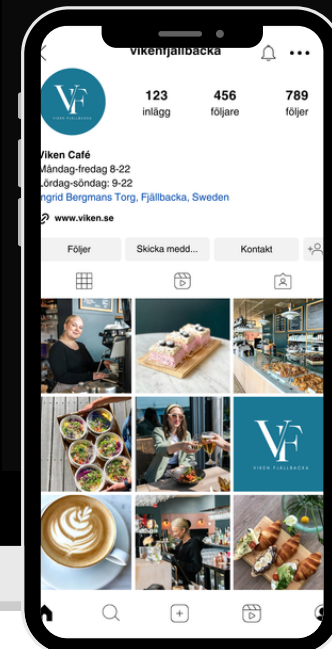 vikenfjallbacka
VF
VIKEN FJÄLLBACKA
123
456
789
inlägg
följare
följer
Viken Café
Måndag-fredag 8-22
Lördag-söndag: 9-22
Ingrid Bergmans Torg, Fjällbacka, Sweden
www.viken.se
Följer
Skicka medd...
Kontakt
VF
VIKEN FJÄLLBACKA